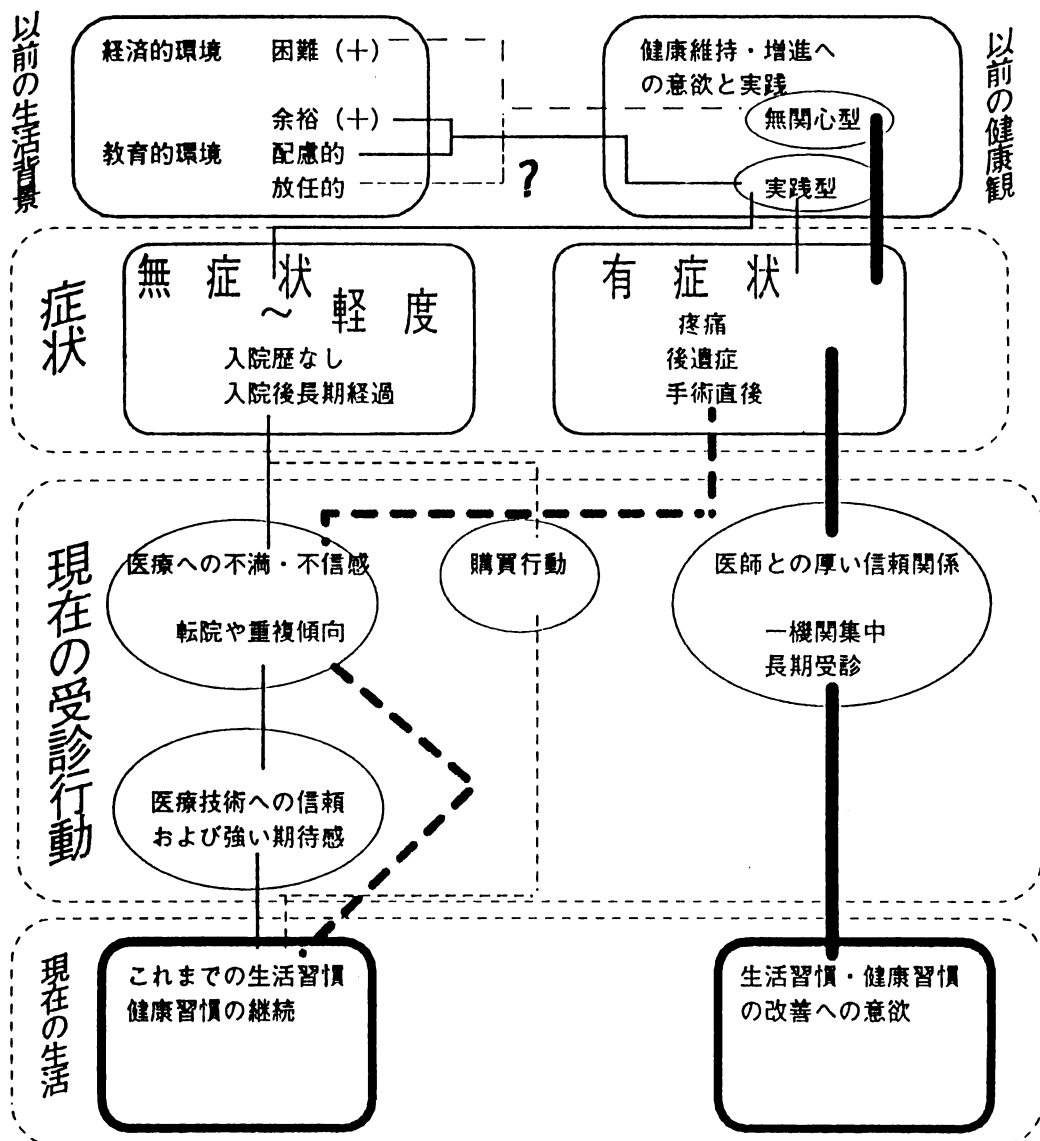 以前の生活背景
経済的環境 困難（＋）
余裕（＋）
教育的環境 配慮的
放任的
?
健康維持・増進へ
の意欲と実践
無関心型
実践型
以前の健康観
症状
無症状
～軽度
入院歴なし
入院後長期経過
有症状
疼痛
後遺症
手術直後
現在の受診行動
医療への不満・不信感
転院や重複傾向
購買行動
医師との厚い信頼関係
一機関集中
長期受診
医療技術への信頼
および強い期待感
現在の生活
これまでの生活習慣
健康習慣の継続
生活習慣・健康習慣
の改善への意欲